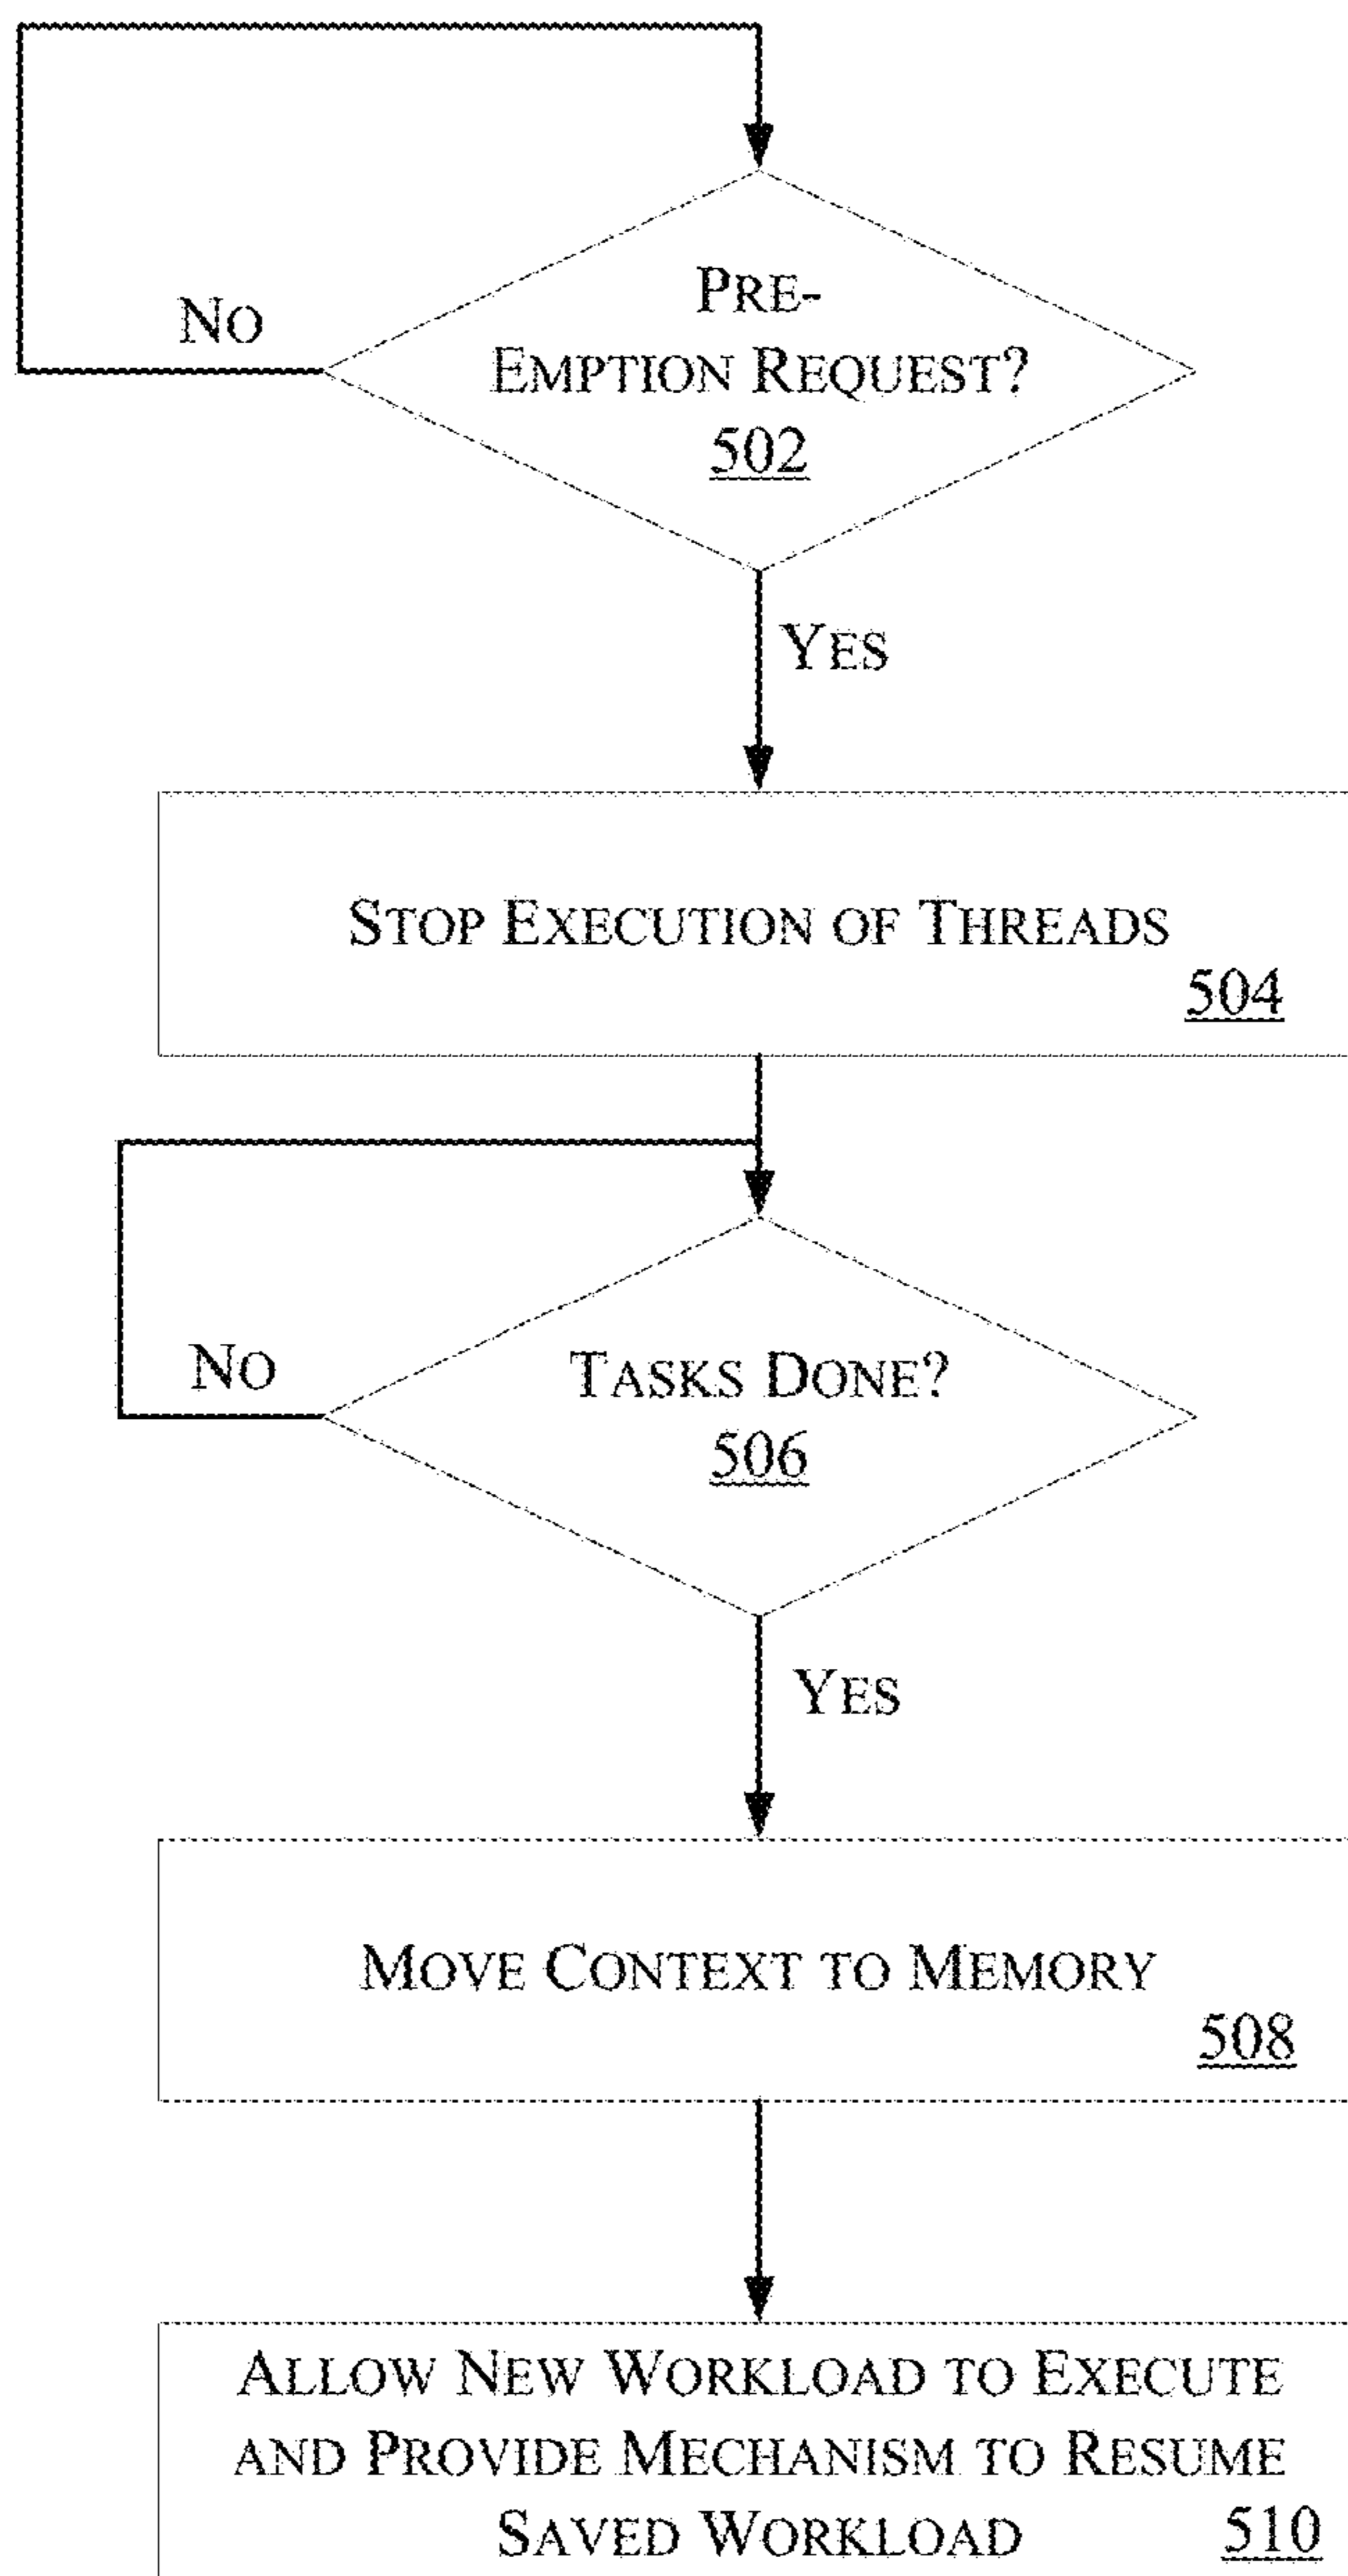 PRE-
NO
EMPTION REQUEST?
502
YES
STOP EXECUTION OF THREADS
504
TASKS DONE?
NO
506
YES
MOVE CONTEXT TO MEMORY
508
ALLOW NEW WORKLOAD TO EXECUTE
AND PROVIDE MECHANISM TO RESUME
SAVED WORKLOAD 510